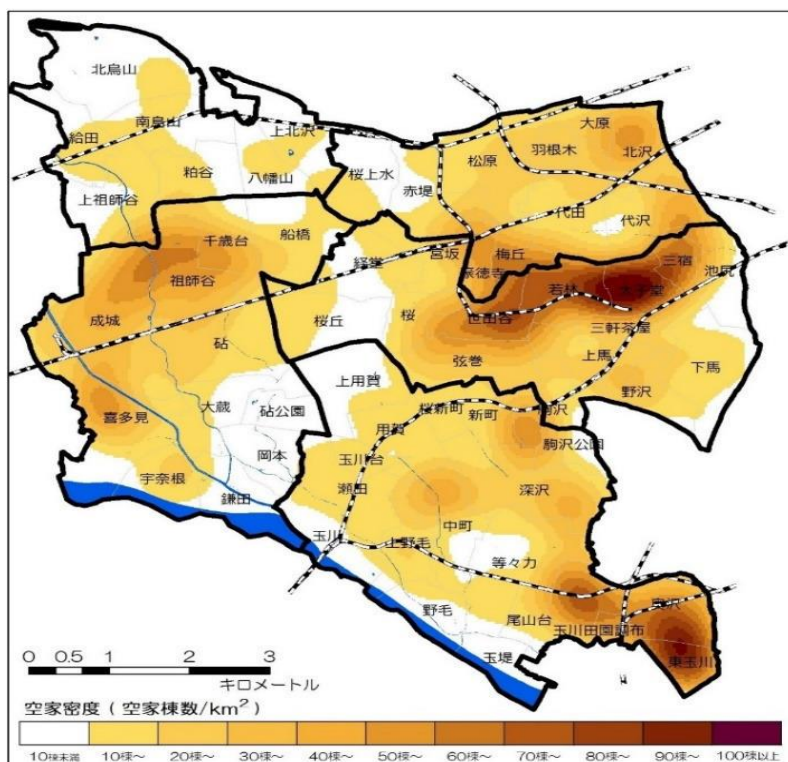 北烏山
大原
南烏山
上北沢
羽根木
北沢
給田
松原
粕谷
八幡山
桜上水
赤堤
上祖師谷
代田
代沢
船橋
千歳台
宮坂
梅丘
経堂
豪徳寺
三宿
池尻
祖師谷
若林
太子堂
成城
桜丘
桜
世田谷
三軒茶屋
砧
弦巻
上馬
下馬
上用賀
野沢
喜多見
大蔵
砧公園
桜新町
新町
駒沢
用賀
駒沢公園
岡本
玉川台
宇奈根
瀬田
深沢
鎌田
中町
玉川
上野毛
等々力
野毛
尾山台
奥沢
玉川田園調布
玉堤
東玉川
0 0.5 1 2 3
キロメートル
空家密度(空家棟数/km²)
10棟未満 10棟~ 20棟~ 30棟~ 40棟~ 50棟~ 60棟~ 70棟~ 80棟~ 90棟~ 100棟以上